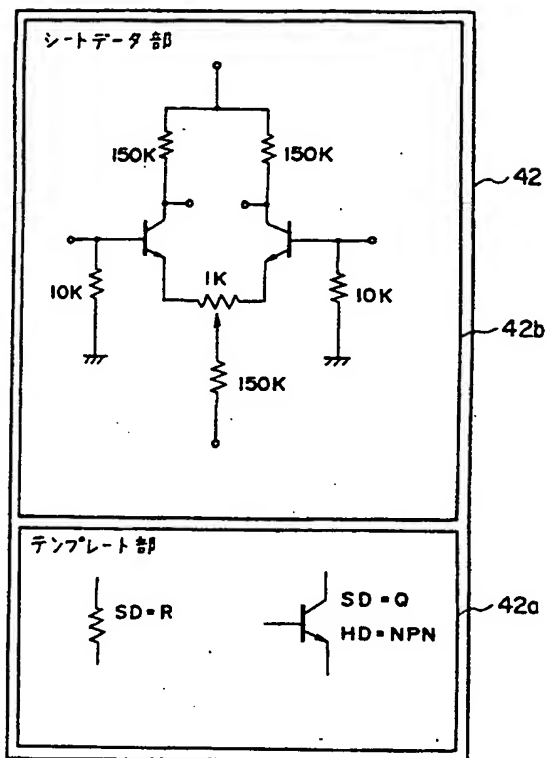 シートデータ部
150K
150K
42
1K
10K
10K
42b
150K
テンプレート部
SD=R
SD=Q
HD=NPN
42a